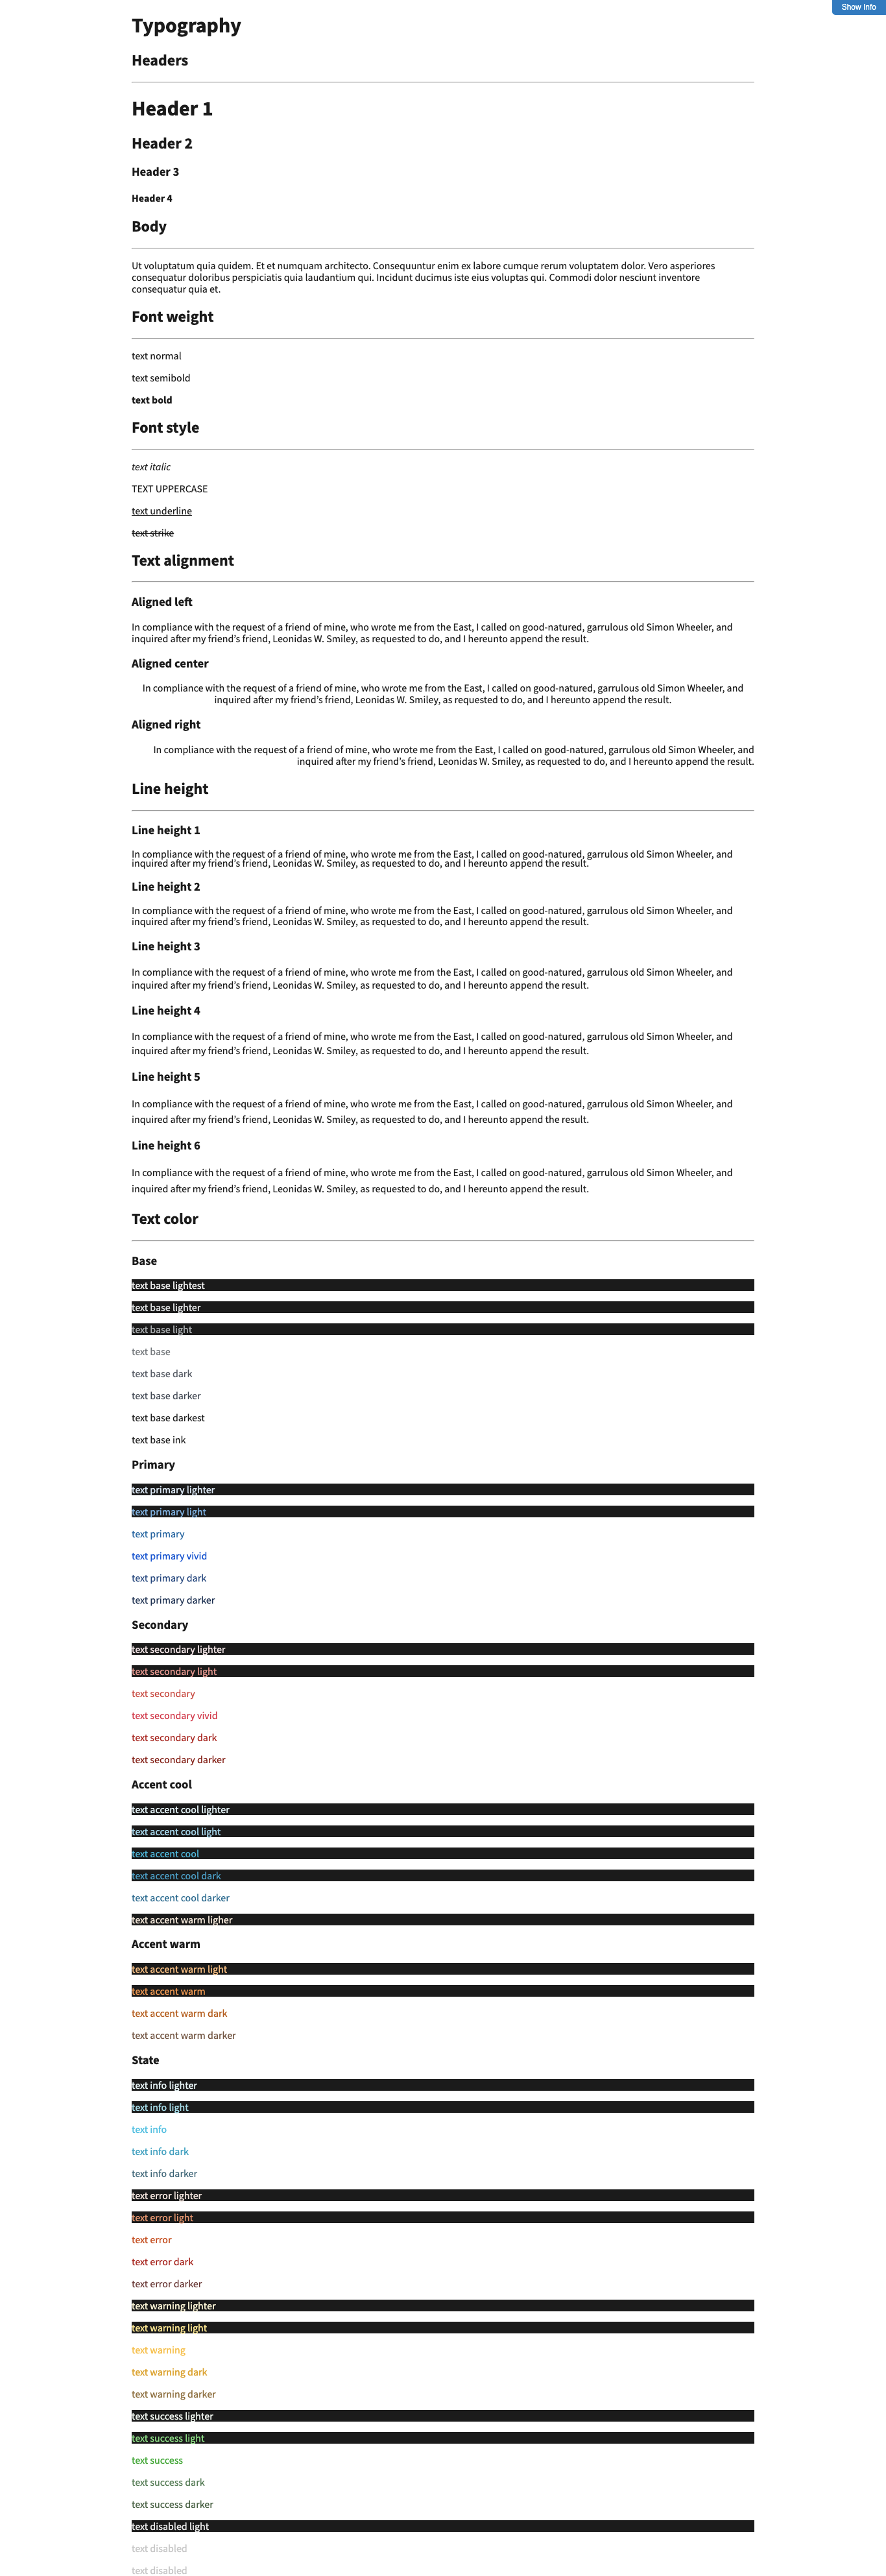 Show Info
Typography
Headers
Header 1
Header 2
Header 3
Header 4
Body
Ut voluptatum quia quidem. Et et numquam architecto. Consequuntur enim ex labore cumque rerum voluptatem dolor. Vero asperiores
consequatur doloribus perspiciatis quia laudantium qui. Incidunt ducimus iste eius voluptas qui. Commodi dolor nesciunt inventore
consequatur quia et.
Font weight
text normal
text semibold
text bold
Font style
text italic
TEXT UPPERCASE
text underline
text strike
Text alignment
Aligned left
In compliance with the request of a friend of mine, who wrote me from the East, I called on good-natured, garrulous old Simon Wheeler, and
inquired after my friend’s friend, Leonidas W. Smiley, as requested to do, and I hereunto append the result.
Aligned center
In compliance with the request of a friend of mine, who wrote me from the East, I called on good-natured, garrulous old Simon Wheeler, and
inquired after my friend’s friend, Leonidas W. Smiley, as requested to do, and I hereunto append the result.
Aligned right
In compliance with the request of a friend of mine, who wrote me from the East, I called on good-natured, garrulous old Simon Wheeler, and
inquired after my friend’s friend, Leonidas W. Smiley, as requested to do, and I hereunto append the result.
Line height
Line height 1
In compliance with the request of a friend of mine, who wrote me from the East, I called on good-natured, garrulous old Simon Wheeler, and
inquired after my friend’s friend, Leonidas W. Smiley, as requested to do, and I hereunto append the result.
Line height 2
In compliance with the request of a friend of mine, who wrote me from the East, I called on good-natured, garrulous old Simon Wheeler, and
inquired after my friend’s friend, Leonidas W. Smiley, as requested to do, and I hereunto append the result.
Line height 3
In compliance with the request of a friend of mine, who wrote me from the East, I called on good-natured, garrulous old Simon Wheeler, and
inquired after my friend’s friend, Leonidas W. Smiley, as requested to do, and I hereunto append the result.
Line height 4
In compliance with the request of a friend of mine, who wrote me from the East, I called on good-natured, garrulous old Simon Wheeler, and
inquired after my friend’s friend, Leonidas W. Smiley, as requested to do, and I hereunto append the result.
Line height 5
In compliance with the request of a friend of mine, who wrote me from the East, I called on good-natured, garrulous old Simon Wheeler, and
inquired after my friend’s friend, Leonidas W. Smiley, as requested to do, and I hereunto append the result.
Line height 6
In compliance with the request of a friend of mine, who wrote me from the East, I called on good-natured, garrulous old Simon Wheeler, and
inquired after my friend’s friend, Leonidas W. Smiley, as requested to do, and I hereunto append the result.
Text color
Base
text base lightest
text base lighter
text base light
text base
text base dark
text base darker
text base darkest
text base ink
Primary
text primary lighter
text primary light
text primary
text primary vivid
text primary dark
text primary darker
Secondary
text secondary lighter
text secondary light
text secondary
text secondary vivid
text secondary dark
text secondary darker
Accent cool
text accent cool lighter
text accent cool light
text accent cool
text accent cool dark
text accent cool darker
text accent warm ligher
Accent warm
text accent warm light
text accent warm
text accent warm dark
text accent warm darker
State
text info lighter
text info light
text info
text info dark
text info darker
text error lighter
text error light
text error
text error dark
text error darker
text warning lighter
text warning light
text warning
text warning dark
text warning darker
text success lighter
text success light
text success
text success dark
text success darker
text disabled light
text disabled
text disabled